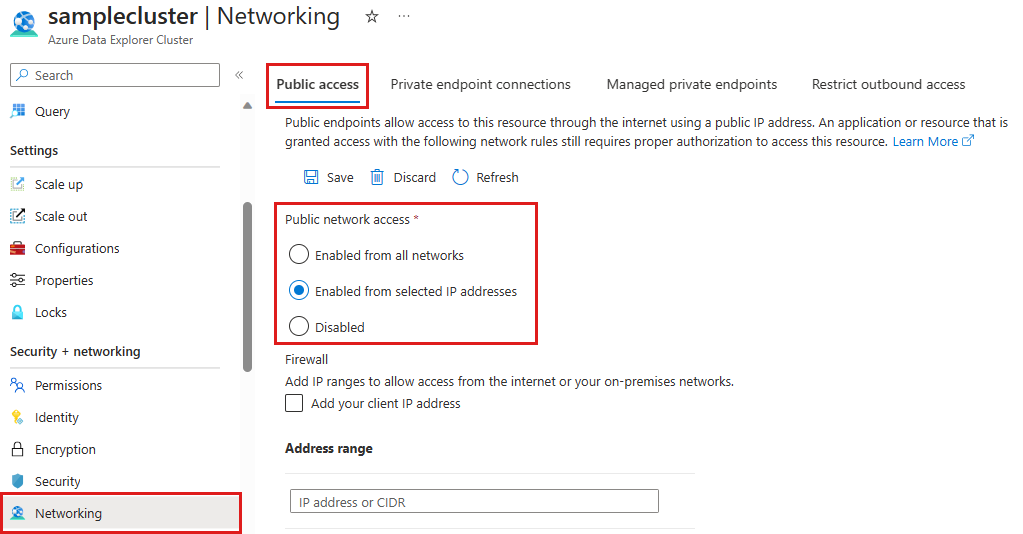 samplecluster | Networking
Azure Data Explorer Cluster
Search
Query
Settings
Scale up
Scale out
Configurations
Properties
Locks
Security + networking
Permissions
Identity
Encryption
Security
Networking
Public access
Private endpoint connections
Managed private endpoints
Restrict outbound access
Public endpoints allow access to this resource through the internet using a public IP address. An application or resource that is
granted access with the following network rules still requires proper authorization to access this resource. Learn More
Save
Discard
Refresh
Public network access *
Enabled from all networks
Enabled from selected IP addresses
Disabled
Firewall
Add IP ranges to allow access from the internet or your on-premises networks.
Add your client IP address
Address range
IP address or CIDR